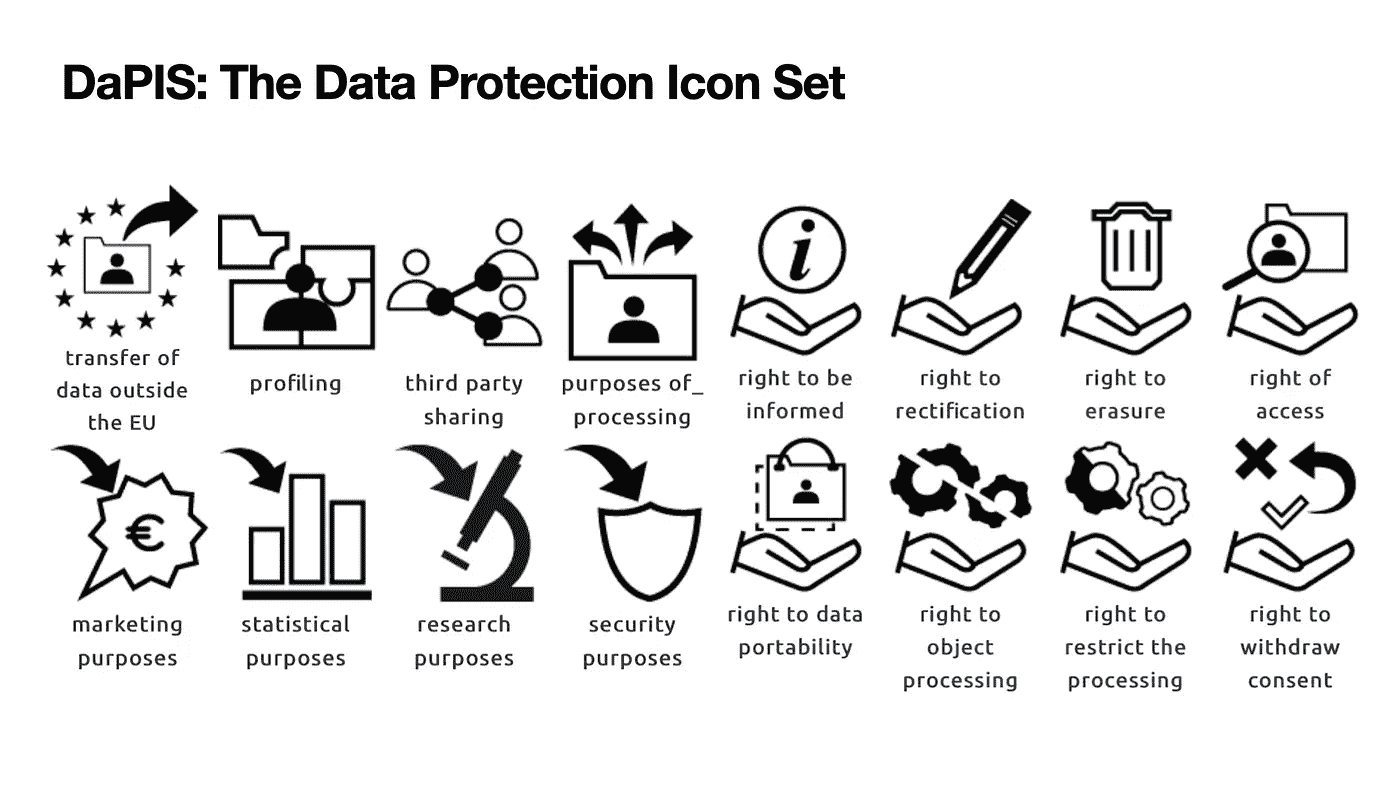 DaPIS: The Data Protection Icon Set
transfer of
data outside
the EU
profiling
third party
sharing
purposes of_
processing
right to be
informed
right to
rectification
right to
erasure
right of
access
marketing
purposes
statistical
purposes
research
purposes
security
purposes
right to data
portability
right to
object
processing
right to
restrict the
processing
right to
withdraw
consent